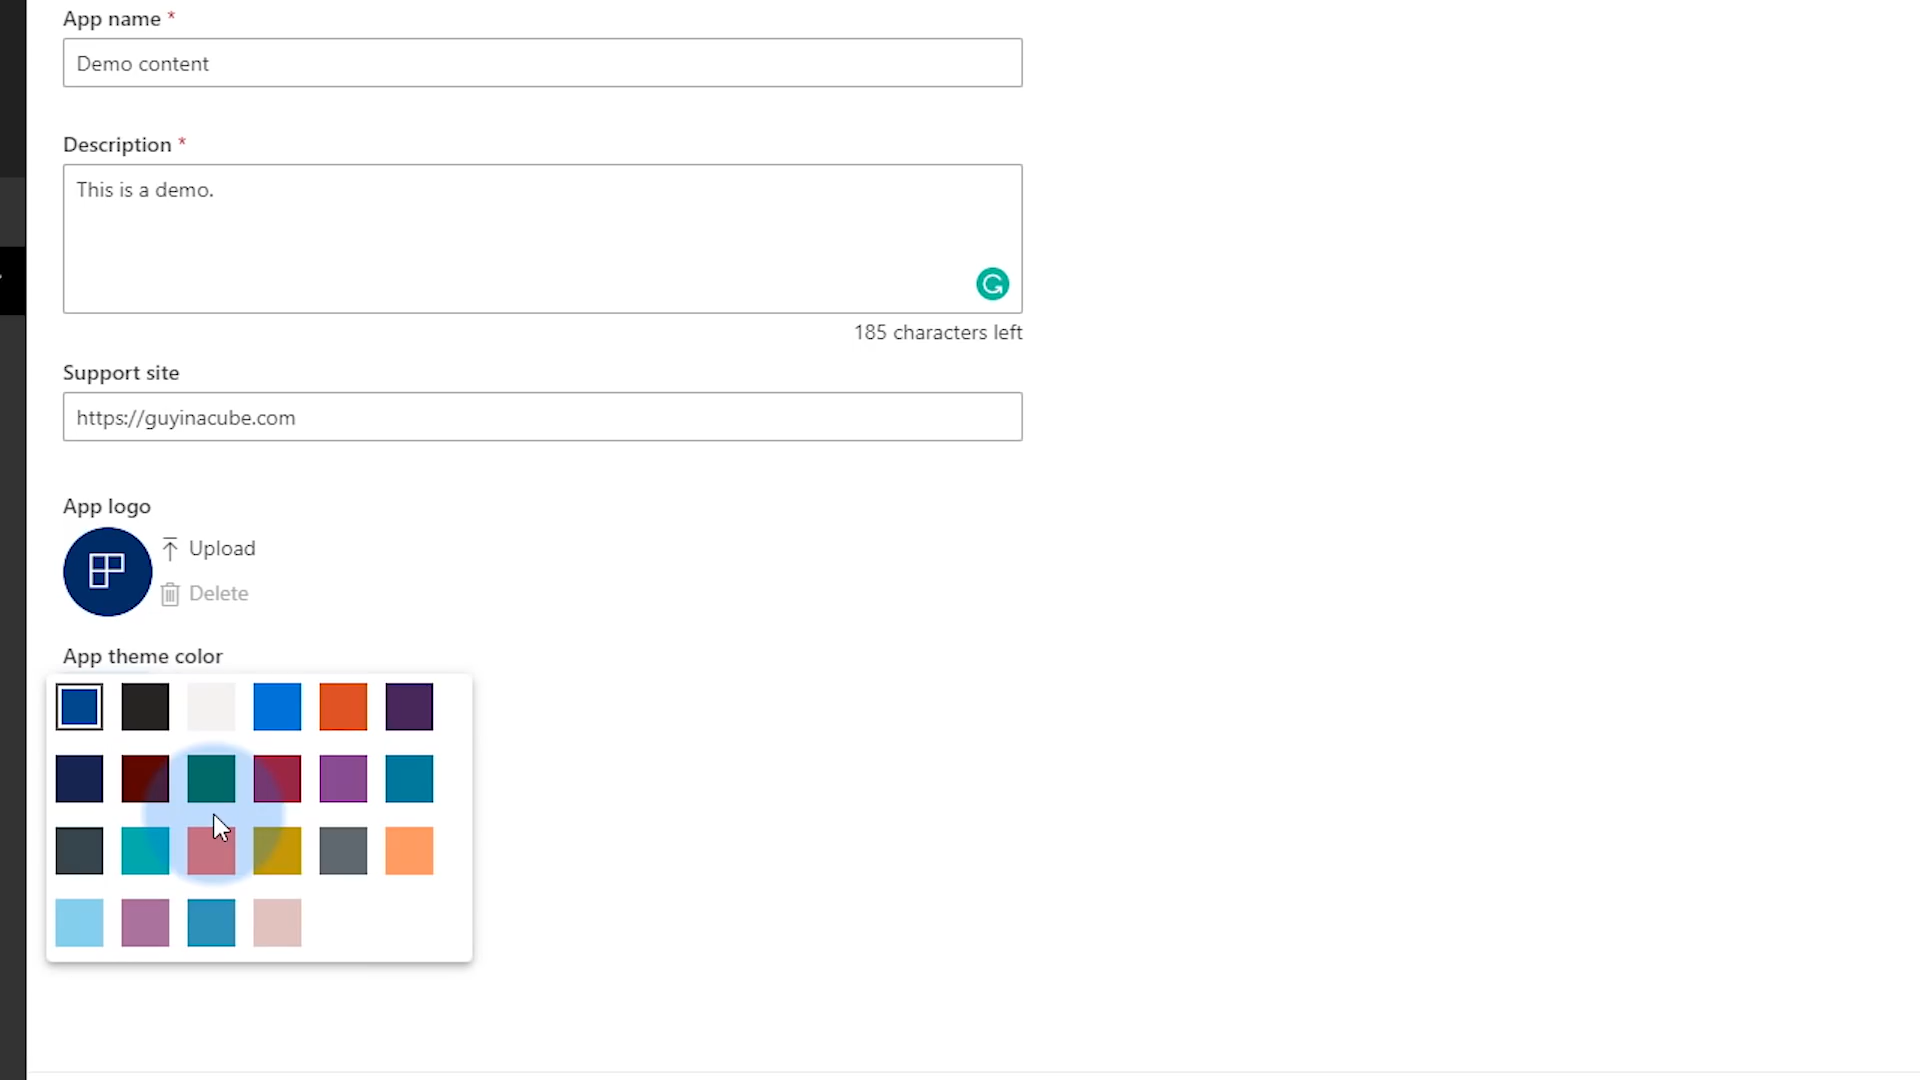 App name *
Demo content
Description *
This is a demo.
185 characters left
Support site
https://guyinacube.com
App logo
Upload
Delete
App theme color